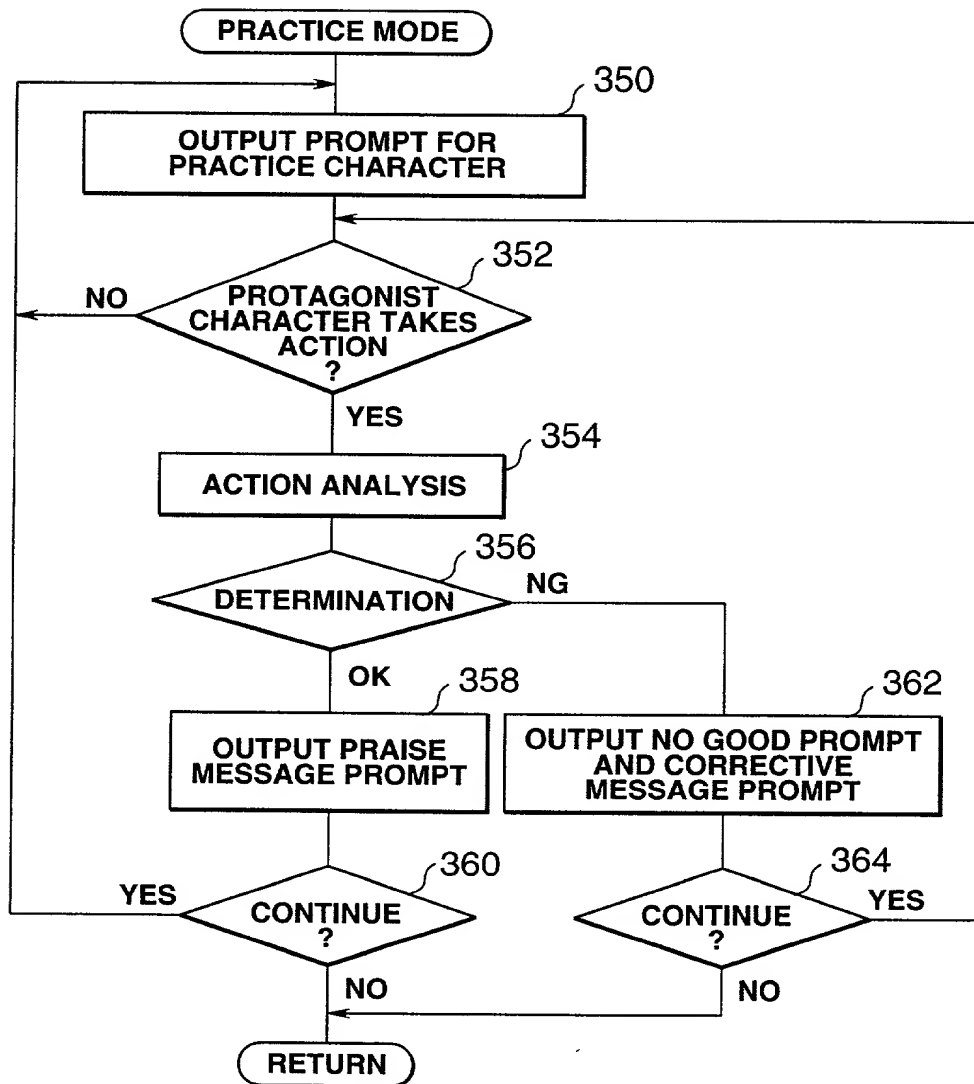 PRACTICE MODE
350
OUTPUT PROMPT FOR
PRACTICE CHARACTER
352
NO
PROTAGONIST
CHARACTER TAKES
ACTION
?
YES
354
ACTION ANALYSIS
356
NG
DETERMINATION
OK
358
362
OUTPUT PRAISE
MESSAGE PROMPT
OUTPUT NO GOOD PROMPT
AND CORRECTIVE
MESSAGE PROMPT
360
364
YES
CONTINUE
?
CONTINUE
?
YES
NO
NO
RETURN